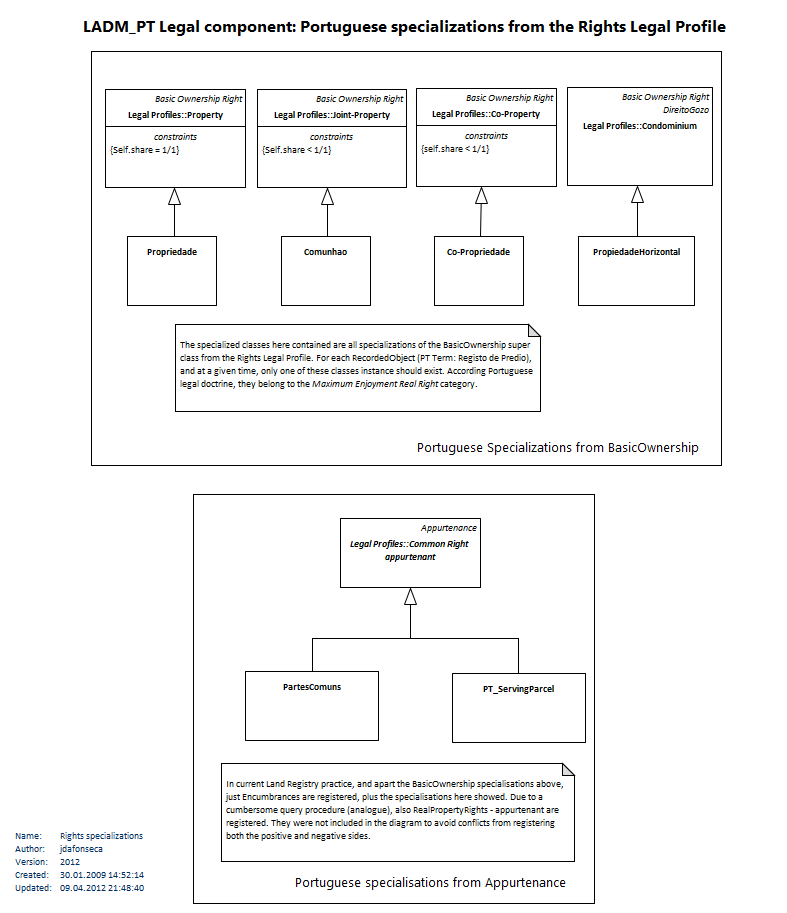 LADM_PT Legal component: Portuguese specializations from the Rights Legal Profile
Basic Ownership Right
Legal Profiles::Property
constraints
{Self.share = 1/1}
Basic Ownership Right
Legal Profiles::Joint-Property
constraints
{Self.share < 1/1}
Basic Ownership Right
Legal Profiles::Co-Property
constraints
{self.share < 1/1}
Basic Ownership Right
DireitoGozo
Legal Profiles::Condominium
Propriedade
Comunhao
Co-Propriedade
PropiedadeHorizontal
The specialized classes here contained are all specializations of the BasicOwnership super
class from the Rights Legal Profile. For each RecordedObject (PT Term: Registo de Predio),
and at a given time, only one of these classes instance should exist. According Portuguese
legal doctrine, they belong to the Maximum Enjoyment Real Right category.
Portuguese Specializations from BasicOwnership
Appurtenance
Legal Profiles::Common Right
appurtenant
PartesComuns
PT_ServingParcel
In current Land Registry practice, and apart the BasicOwnership specialisations above,
just Encumbrances are registered, plus the specialisations here showed. Due to a
cumbersome query procedure (analogue), also RealPropertyRights - appurtenant are
registered. They were not included in the diagram to avoid conflicts from registering
both the positive and negative sides.
Portuguese specialisations from Appurtenance
Name: Rights specializations
Author: jdafonseca
Version: 2012
Created: 30.01.2009 14:52:14
Updated: 09.04.2012 21:48:40